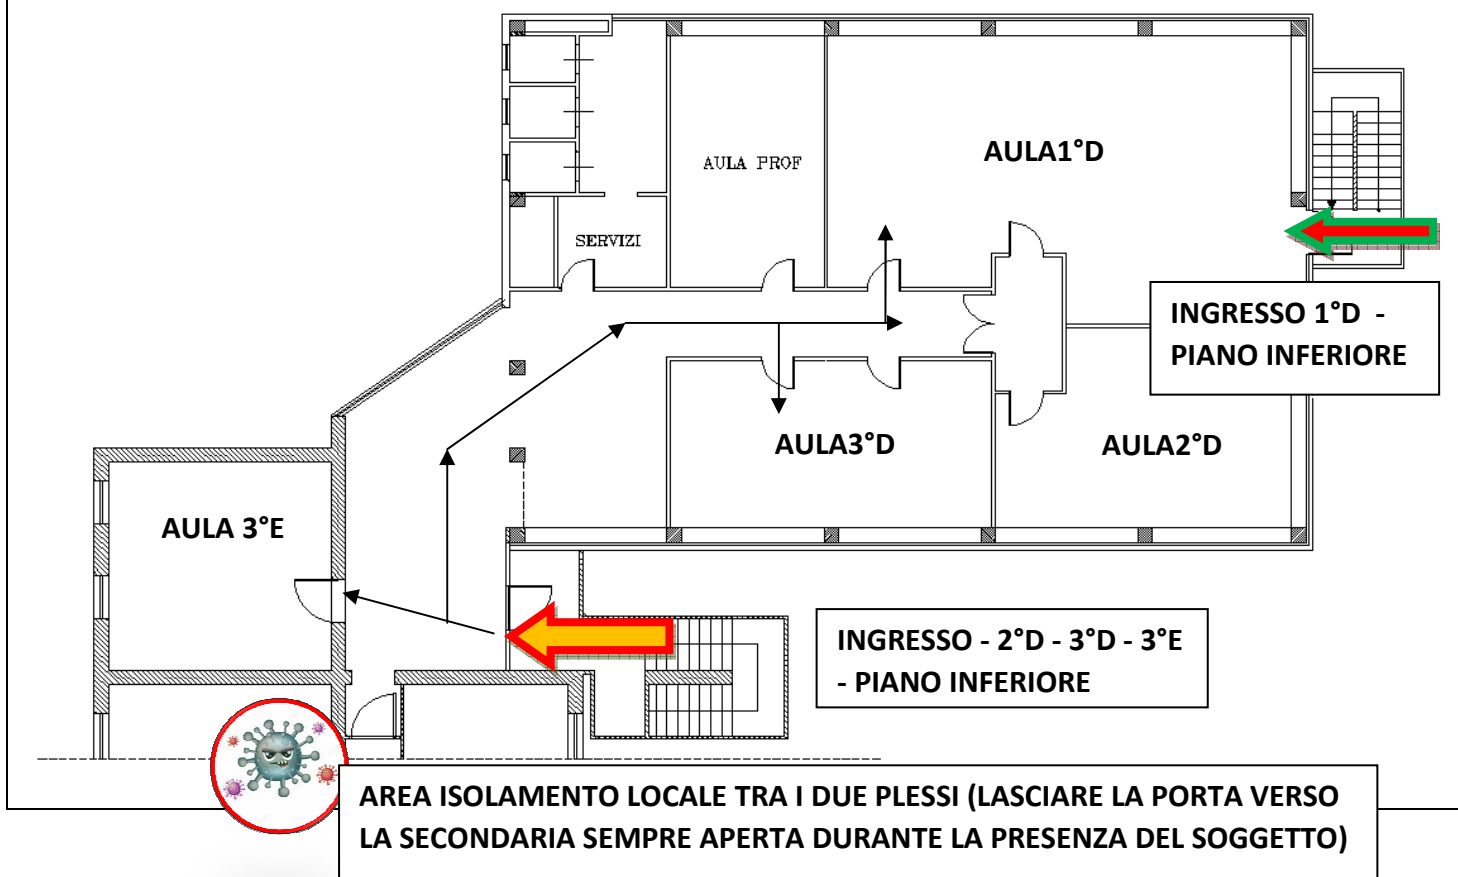 AULA PROF
AULA1°D
SERVIZI
INGRESSO 1°D -
PIANO INFERIORE
AULA3°D
AULA2°D
AULA 3°E
INGRESSO - 2°D - 3°D - 3°E
- PIANO INFERIORE
AREA ISOLAMENTO LOCALE TRA I DUE PLESSI (LASCIARE LA PORTA VERSO
LA SECONDARIA SEMPRE APERTA DURANTE LA PRESENZA DEL SOGGETTO)